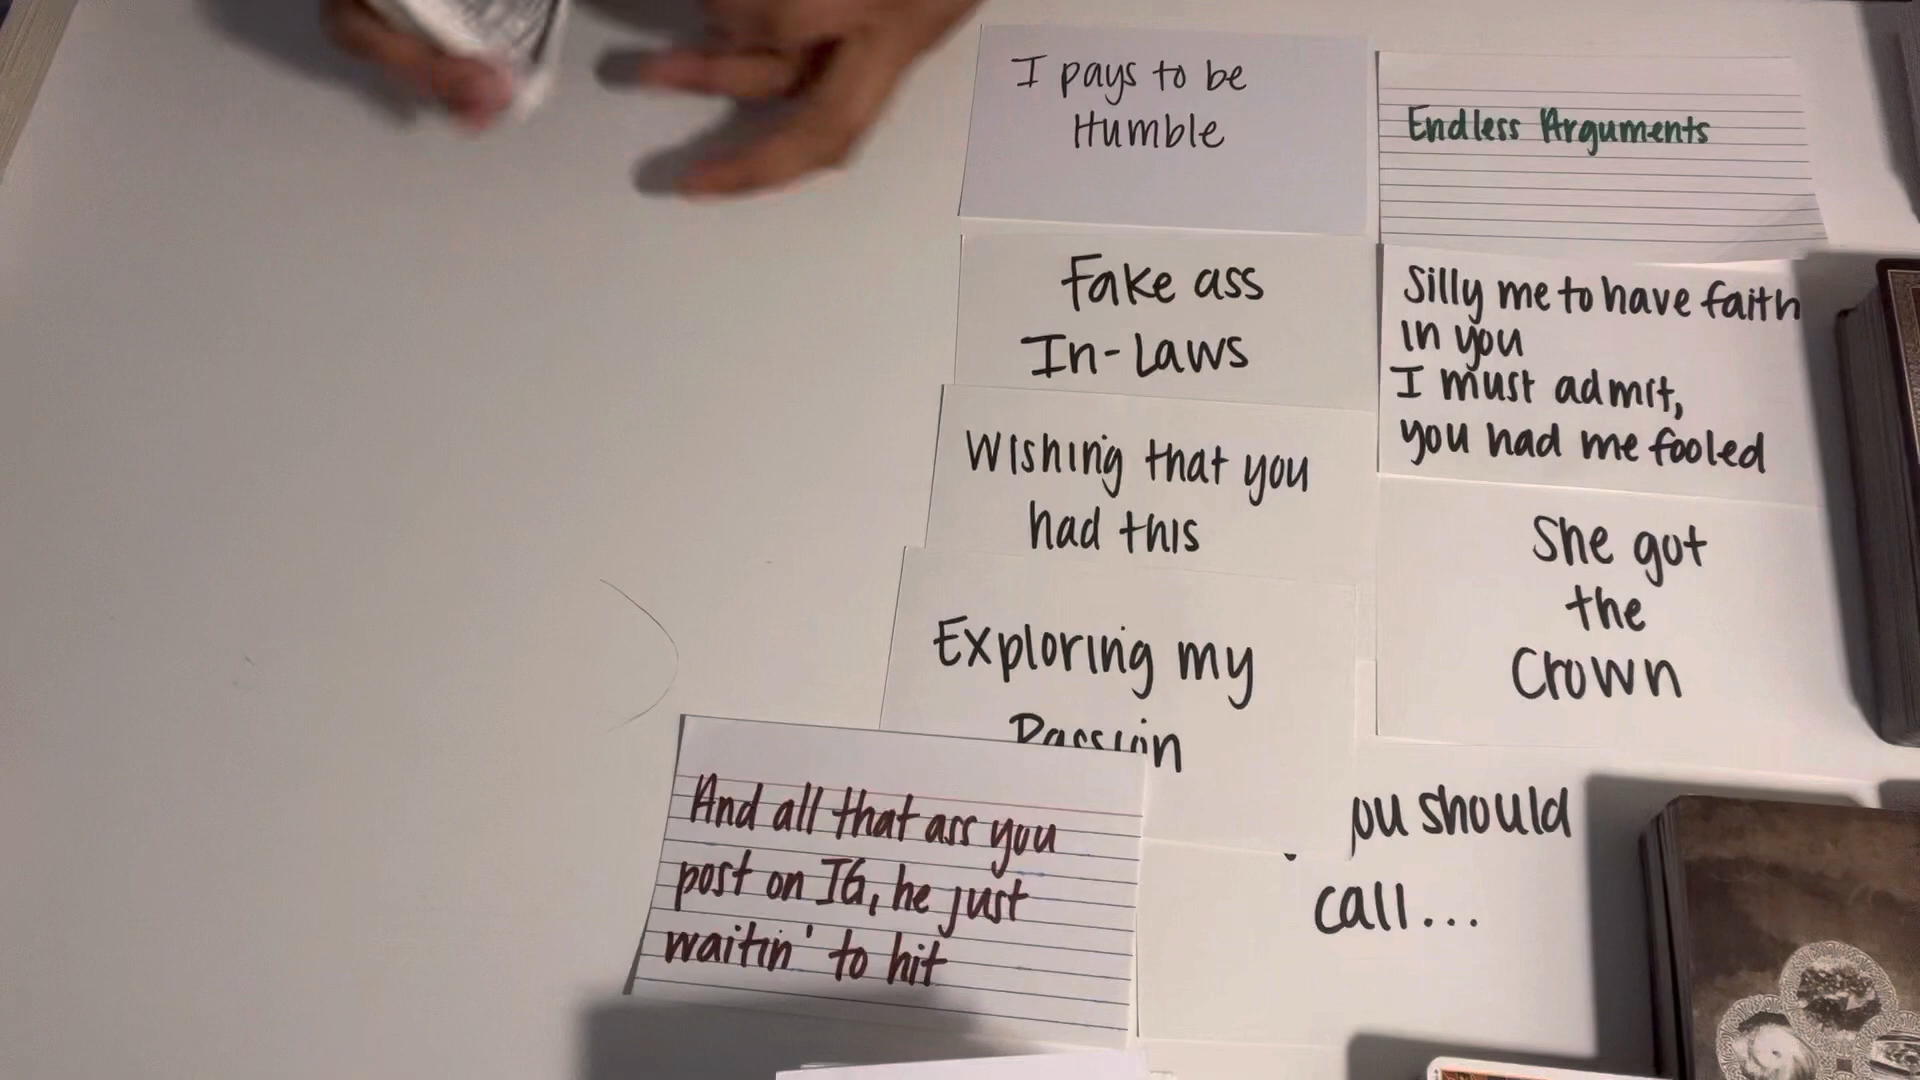 I pays to be
Humble
Endless Arguments
Fake ass
In-Laws
Silly me to have faith
in you
I must admit,
you had me fooled
Wishing that you
had this
She got
the
Crown
Exploring my
Passion
And all that ass you
post on IG, he just
waitin' to hit
ou should
call...